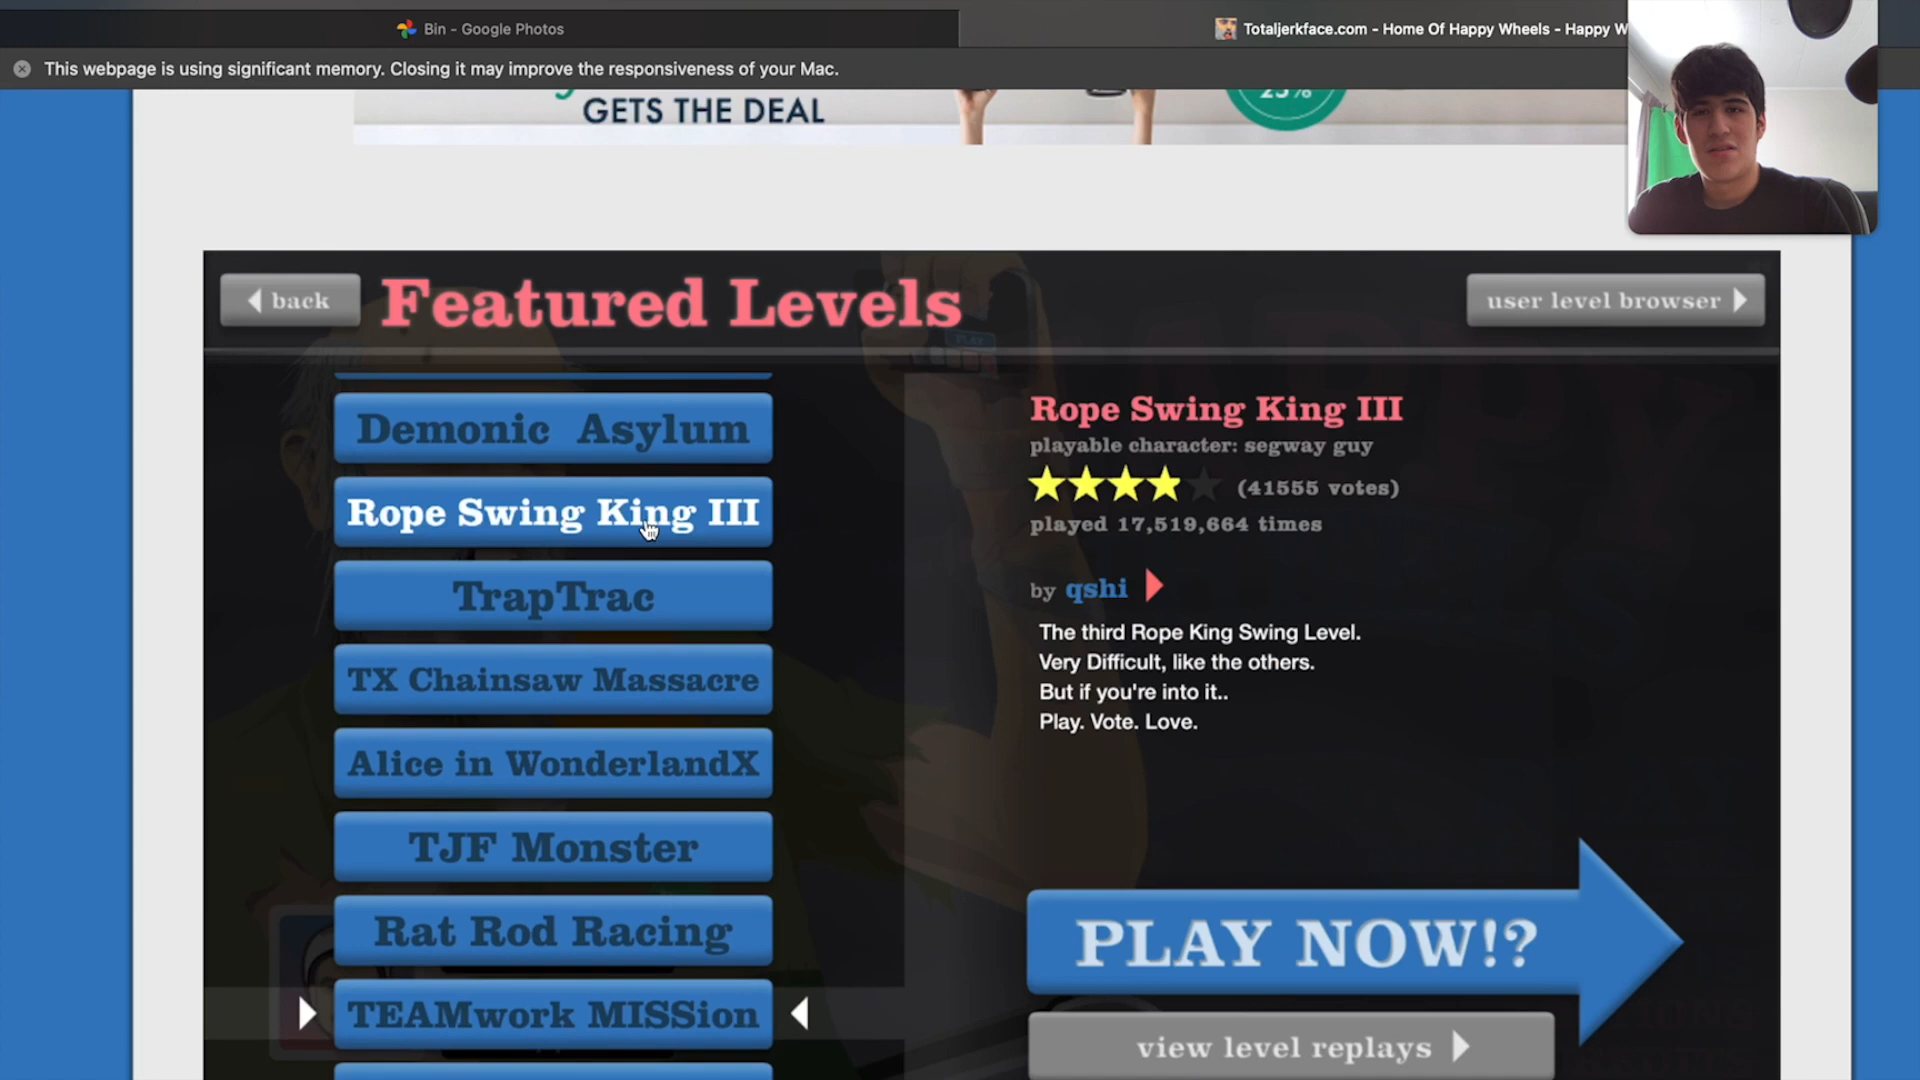 Bin - Google Photos
Totaljerkface.com - Home Of Happy Wheels - Happy W
This webpage is using significant memory. Closing it may improve the responsiveness of your Mac.
GETS THE DEAL
25%
back
Featured Levels
user level browser
Demonic Asylum
Rope Swing King III
TrapTrac
TX Chainsaw Massacre
Alice in WonderlandX
TJF Monster
Rat Rod Racing
TEAMwork MISSion
Rope Swing King III
playable character: segway guy
(41555 votes)
played 17,519,664 times
by qshi
The third Rope King Swing Level.
Very Difficult, like the others.
But if you're into it..
Play. Vote. Love.
PLAY NOW!?
view level replays